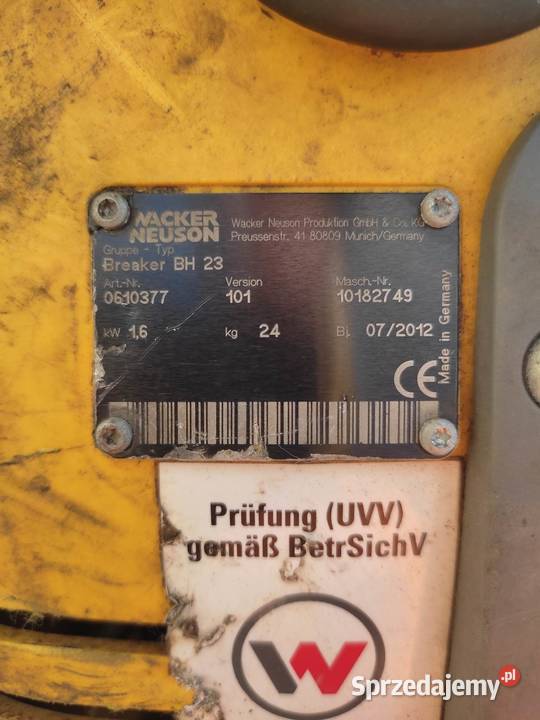 WACKER
NEUSON
Wacker Neuson Produktion GmbH & Co. KG
Preussenstr. 41 80809 Munich/Germany
Gruppe - Typ
Breaker BH 23
Art.-Nr. Version Masch.-Nr.
0610377 101 10182749
kW 1,6 kg 24 Bj. 07/2012
Made in Germany
CE
Prüfung (UVV)
gemäß BetrSichV
W
Sprzedajemy.pl